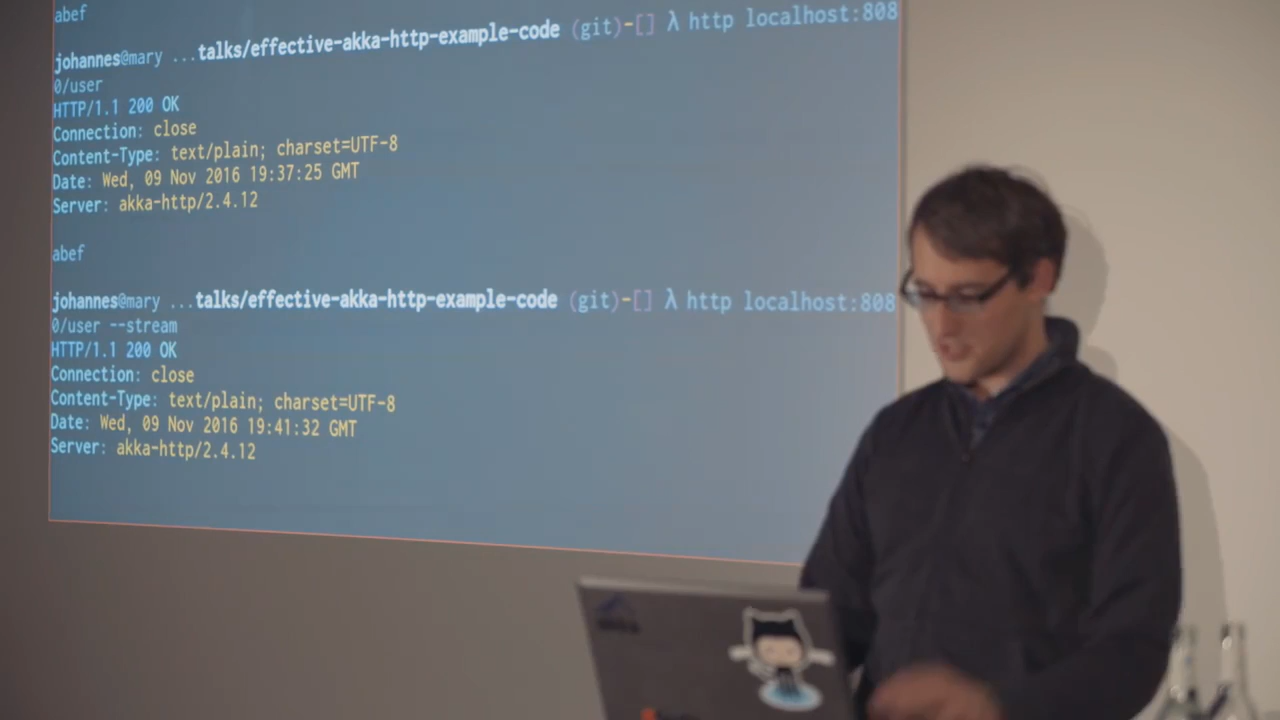 abef
johannes@mary ...talks/effective-akka-http-example-code (git)-[] λ http localhost:808
0/user
HTTP/1.1 200 OK
Connection: close
Content-Type: text/plain; charset=UTF-8
Date: Wed, 09 Nov 2016 19:37:25 GMT
Server: akka-http/2.4.12
abef
johannes@mary ...talks/effective-akka-http-example-code (git)-[] λ http localhost:808
0/user --stream
HTTP/1.1 200 OK
Connection: close
Content-Type: text/plain; charset=UTF-8
Date: Wed, 09 Nov 2016 19:41:32 GMT
Server: akka-http/2.4.12